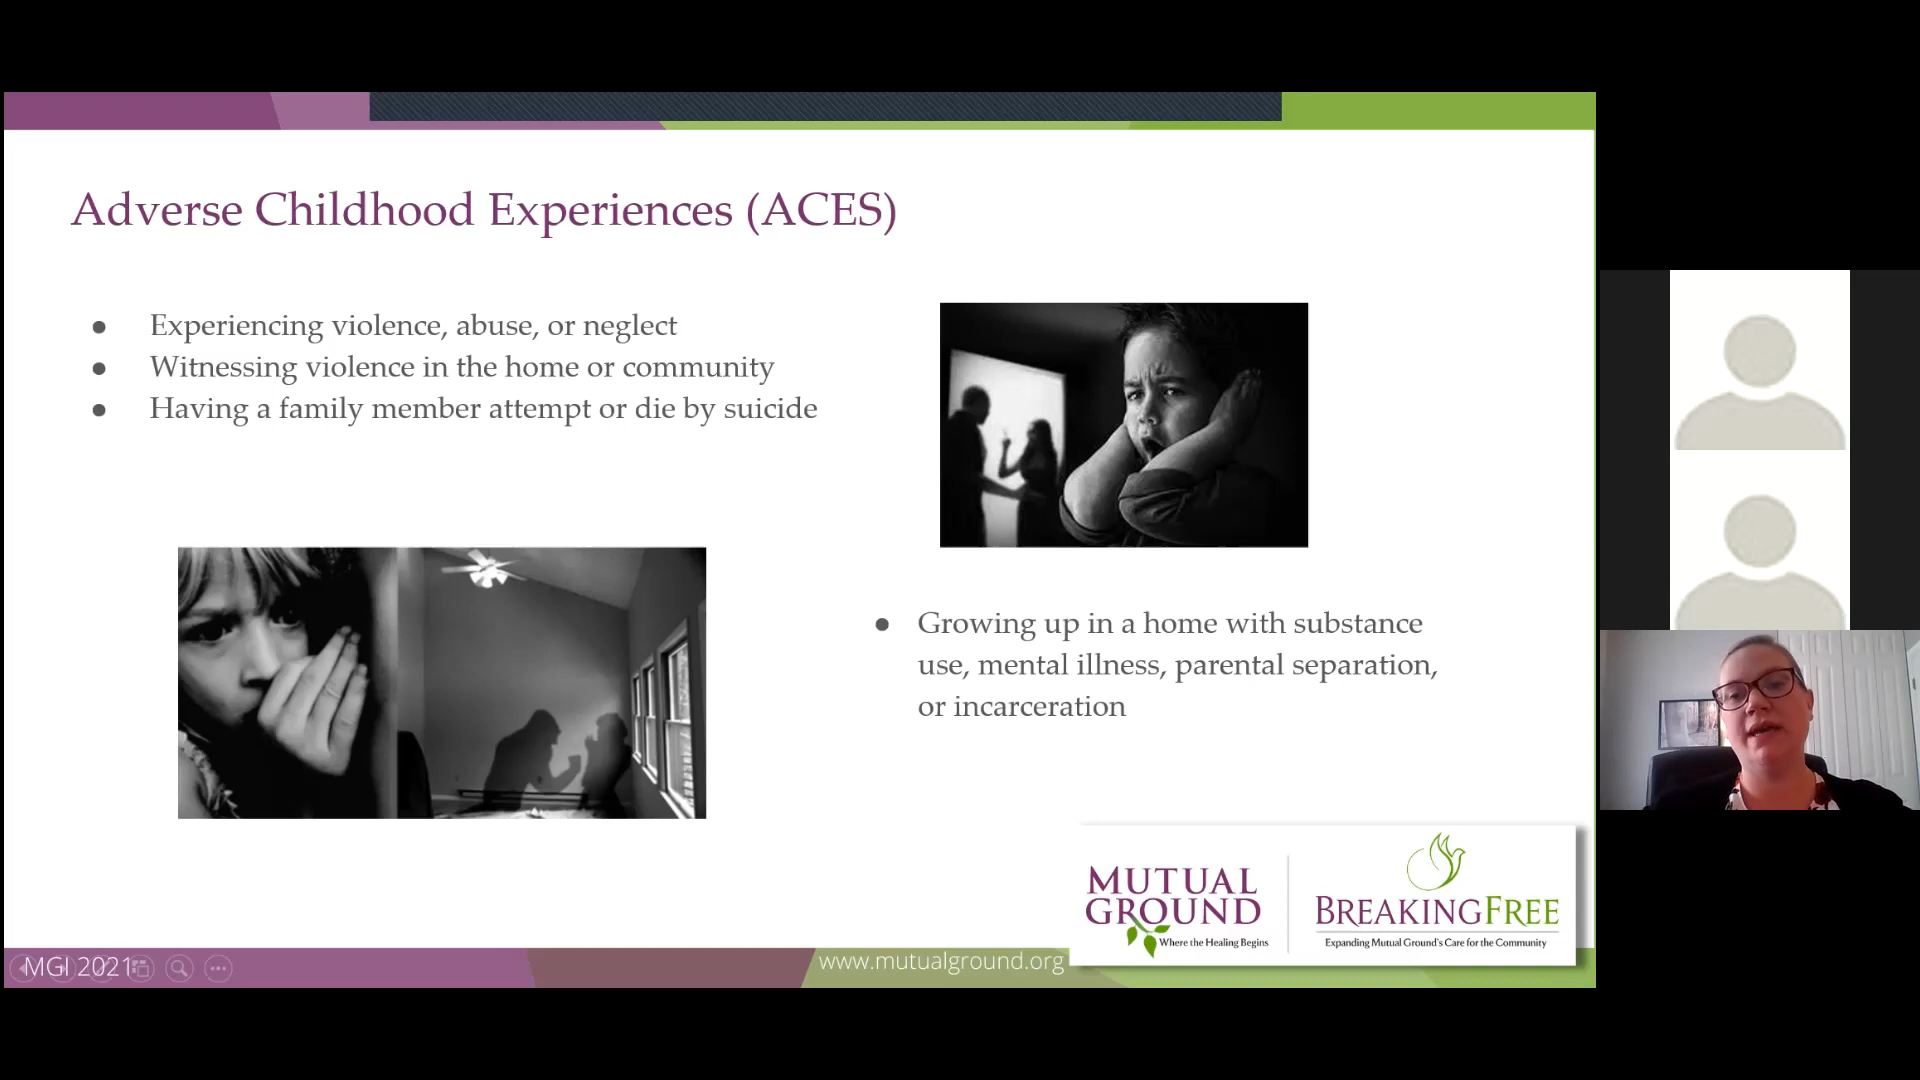 Adverse Childhood Experiences (ACES)
● Experiencing violence, abuse, or neglect
● Witnessing violence in the home or community
● Having a family member attempt or die by suicide
● Growing up in a home with substance
use, mental illness, parental separation,
or incarceration
MUTUAL
GROUND
Where the Healing Begins
BREAKINGFREE
Expanding Mutual Ground's Care for the Community
MGI 2021
www.mutualground.org